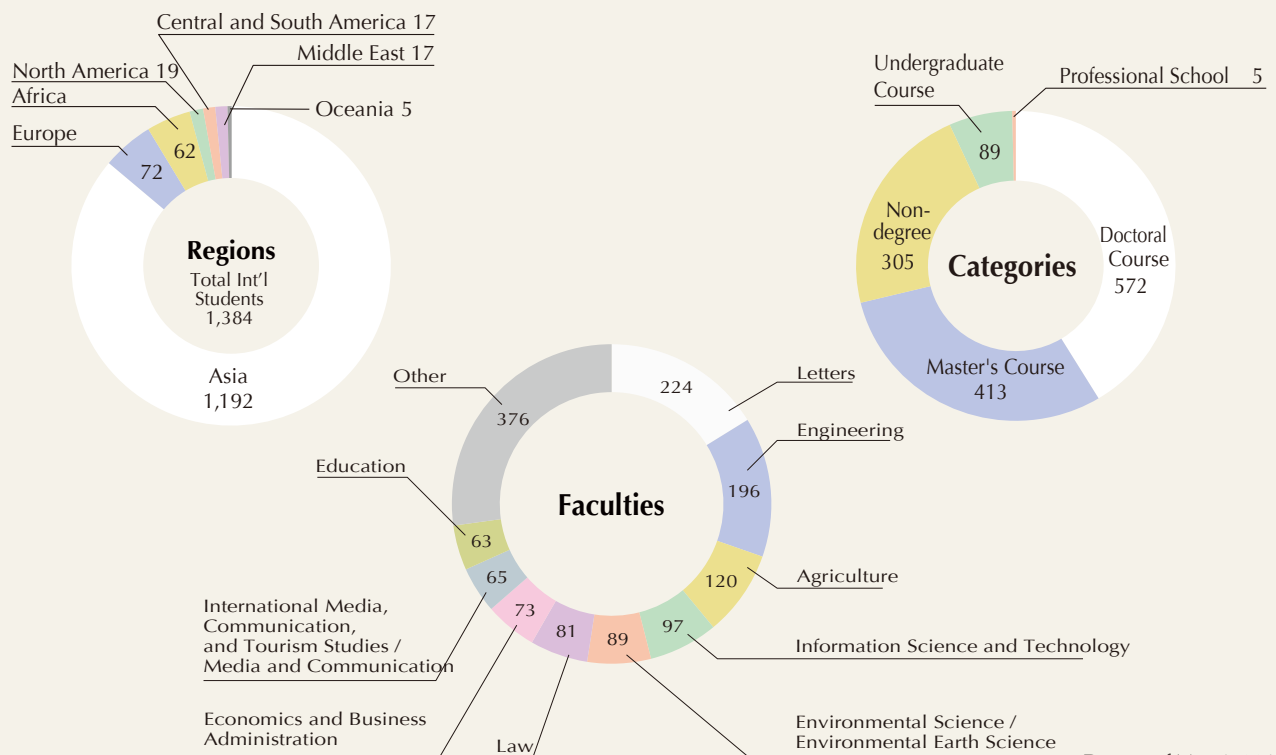 Central and South America 17
Middle East 17
North America 19
Africa
Oceania 5
Europe
62
72
Regions
Total Int'l
Students
1,384
Asia
1,192
Undergraduate
Course
Professional School 5
89
Non-
degree
305
Doctoral
Course
572
Categories
Master's Course
413
Other
376
224
Letters
Engineering
196
Education
63
Faculties
Agriculture
120
65
International Media,
Communication,
and Tourism Studies /
Media and Communication
73
81
89
97
Information Science and Technology
Economics and Business
Administration
Law
Environmental Science /
Environmental Earth Science